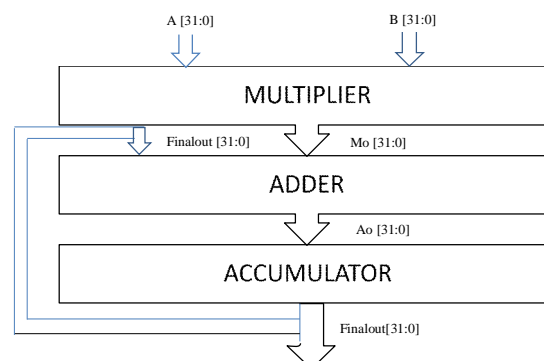 A [31:0]
B [31:0]
MULTIPLIER
Finalout [31:0]
Mo [31:0]
ADDER
Ao [31:0]
ACCUMULATOR
Finalout[31:0]